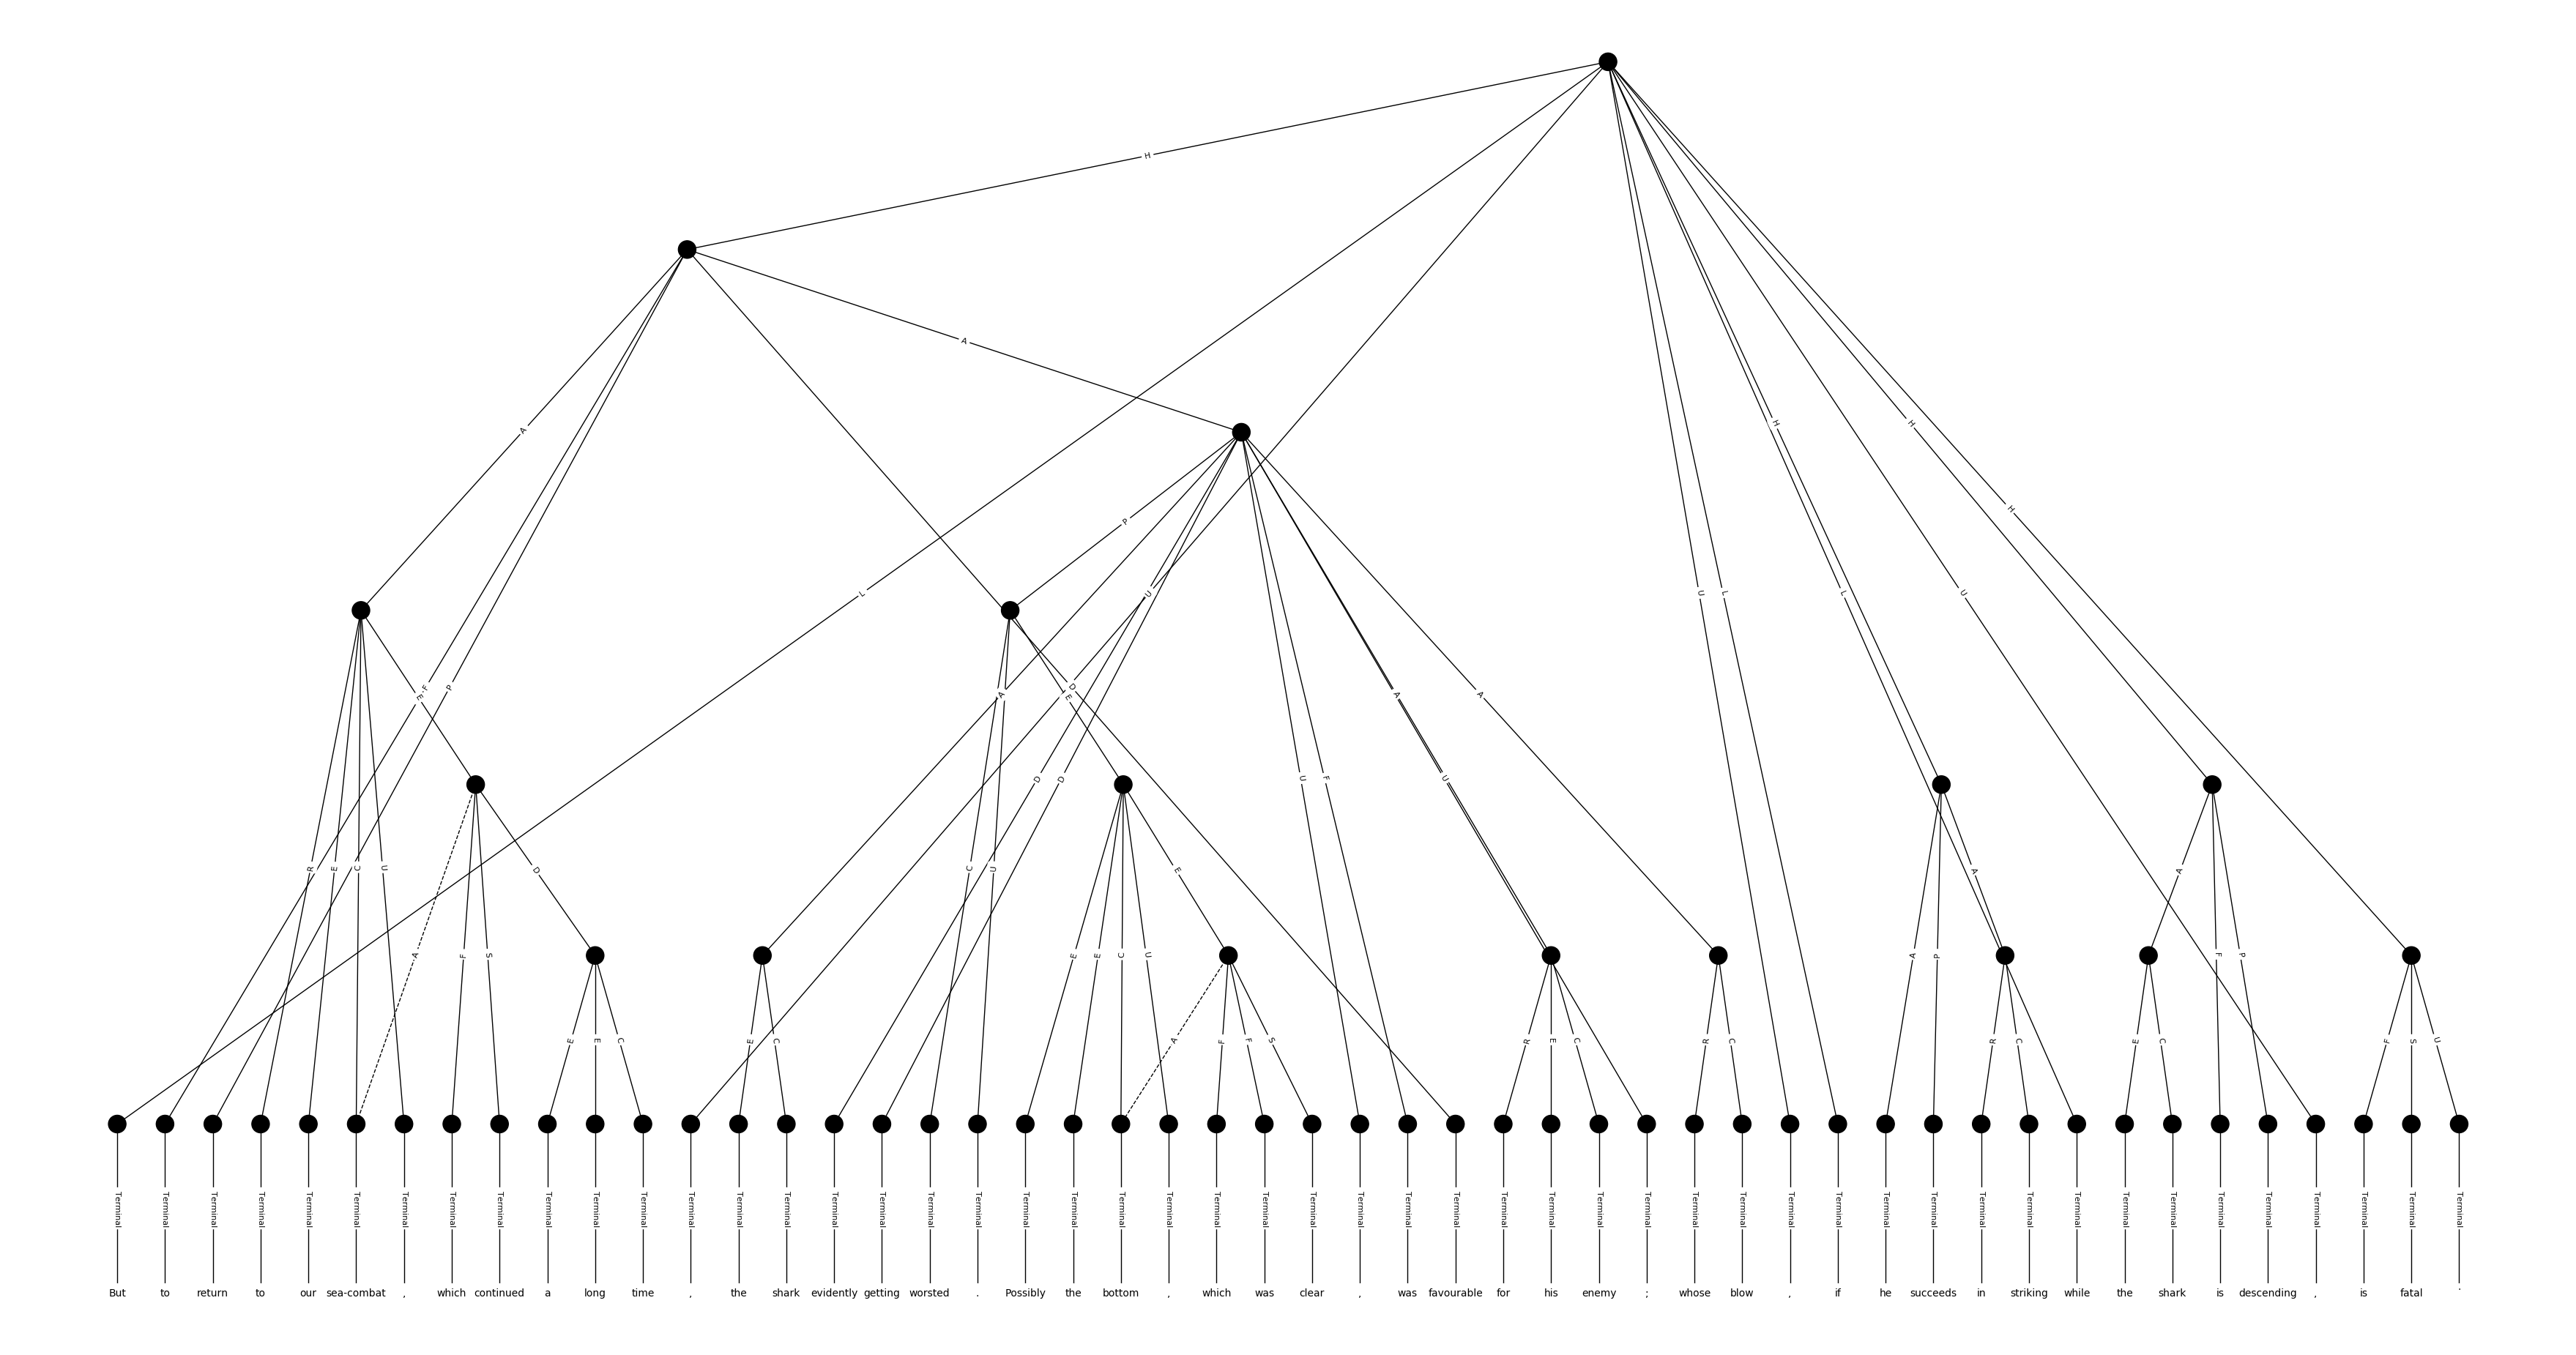 H
A
A
P
L
U
H
L
H
U
H
U L
E F P
A D E
A U A
R E C U
D
C U
D D
U F
E
A F S
E E C U
A P
A
A F P
E E C
E C
A F F S
R E C
R C
R C
E C
F S U
Terminal Terminal Terminal Terminal Terminal Terminal Terminal Terminal Terminal Terminal Terminal Terminal Terminal Terminal Terminal Terminal Terminal Terminal Terminal Terminal Terminal Terminal Terminal Terminal Terminal Terminal Terminal Terminal Terminal Terminal Terminal Terminal Terminal Terminal Terminal Terminal Terminal Terminal Terminal Terminal Terminal Terminal Terminal Terminal Terminal Terminal Terminal Terminal Terminal Terminal
But to return to our sea-combat , which continued a long time , the shark evidently getting worsted . Possibly the bottom , which was clear , was favourable for his enemy ; whose blow , if he succeeds in striking while the shark is descending , is fatal .